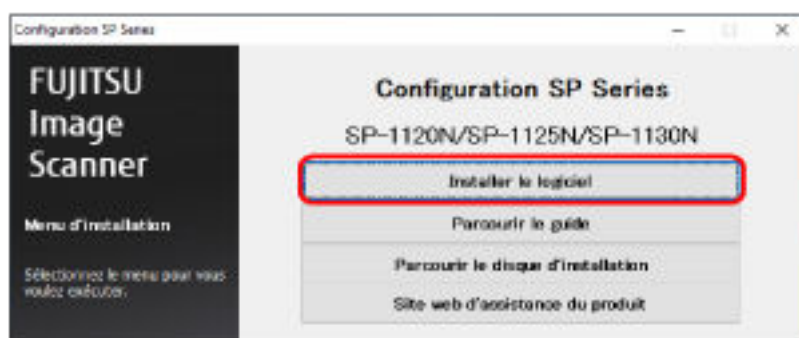 Configuration SP Series
FUJITSU
Image
Scanner
Menu d'installation
Sélectionnez le menu pour vous
voulez exécuter.
Configuration SP Series
SP-1120N/SP-1125N/SP-1130N
Installer le logiciel
Parcourir le guide
Parcourir le disque d'installation
Site web d'assistance du produit